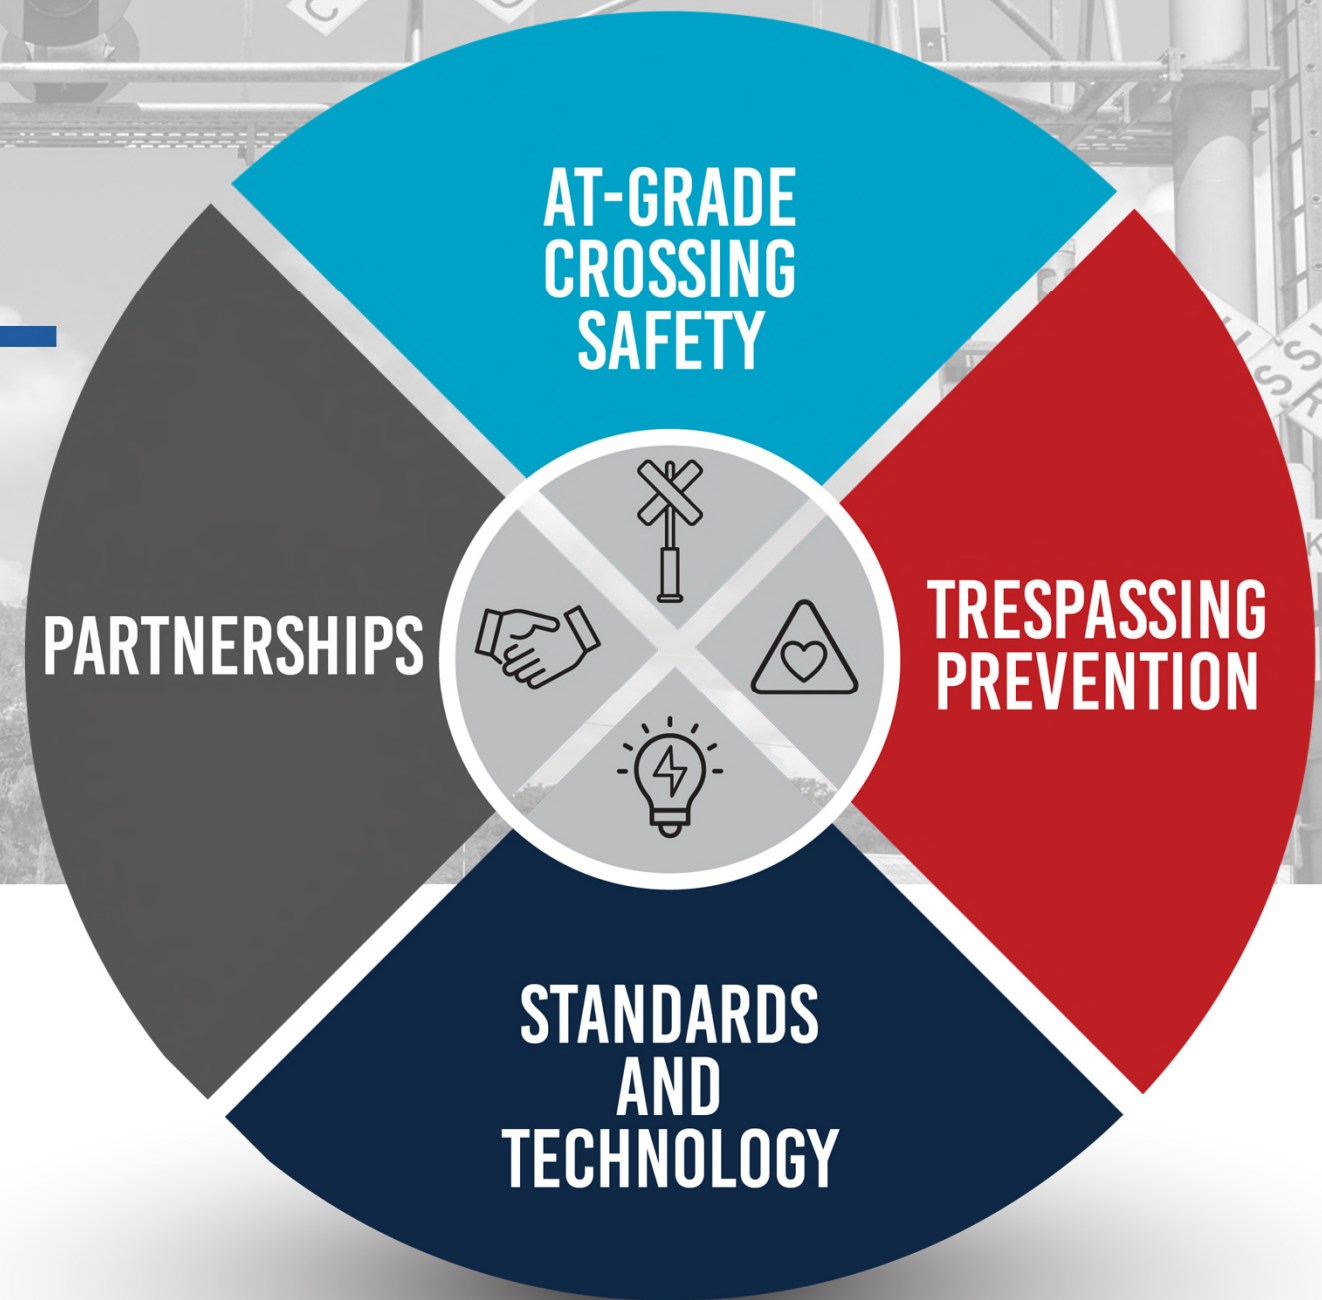 AT-GRADE
CROSSING
SAFETY
PARTNERSHIPS
TRESPASSING
PREVENTION
STANDARDS
AND
TECHNOLOGY